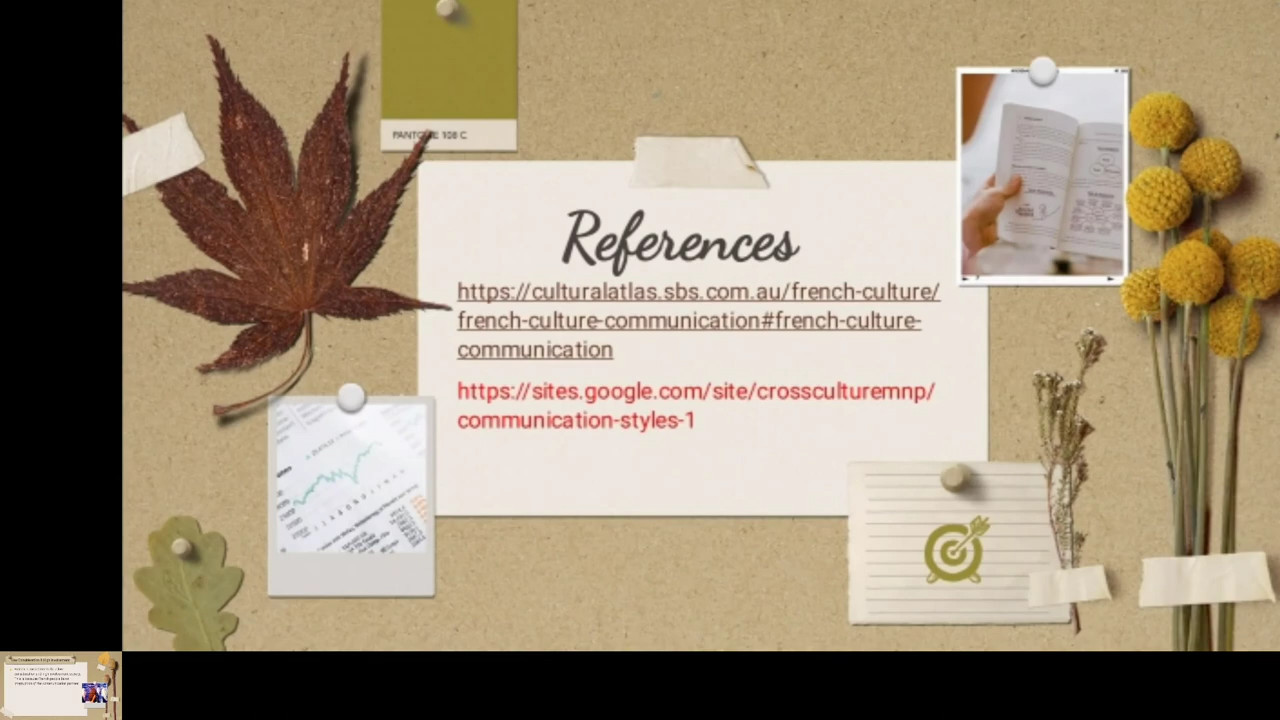 PANTONE 108 C
References
https://culturalatlas.sbs.com.au/french-culture/
french-culture-communication#french-culture-
communication
https://sites.google.com/site/crossculturemnp/
communication-styles-1